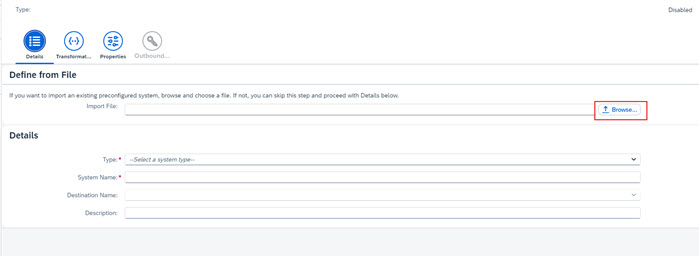 Type:
Disabled
Details
Transformat...
Properties
Outbound...
Define from File
If you want to import an existing preconfigured system, browse and choose a file. If not, you can skip this step and proceed with Details below.
Import File:
Browse...
Details
Type:* --Select a system type--
System Name:*
Destination Name:
Description: